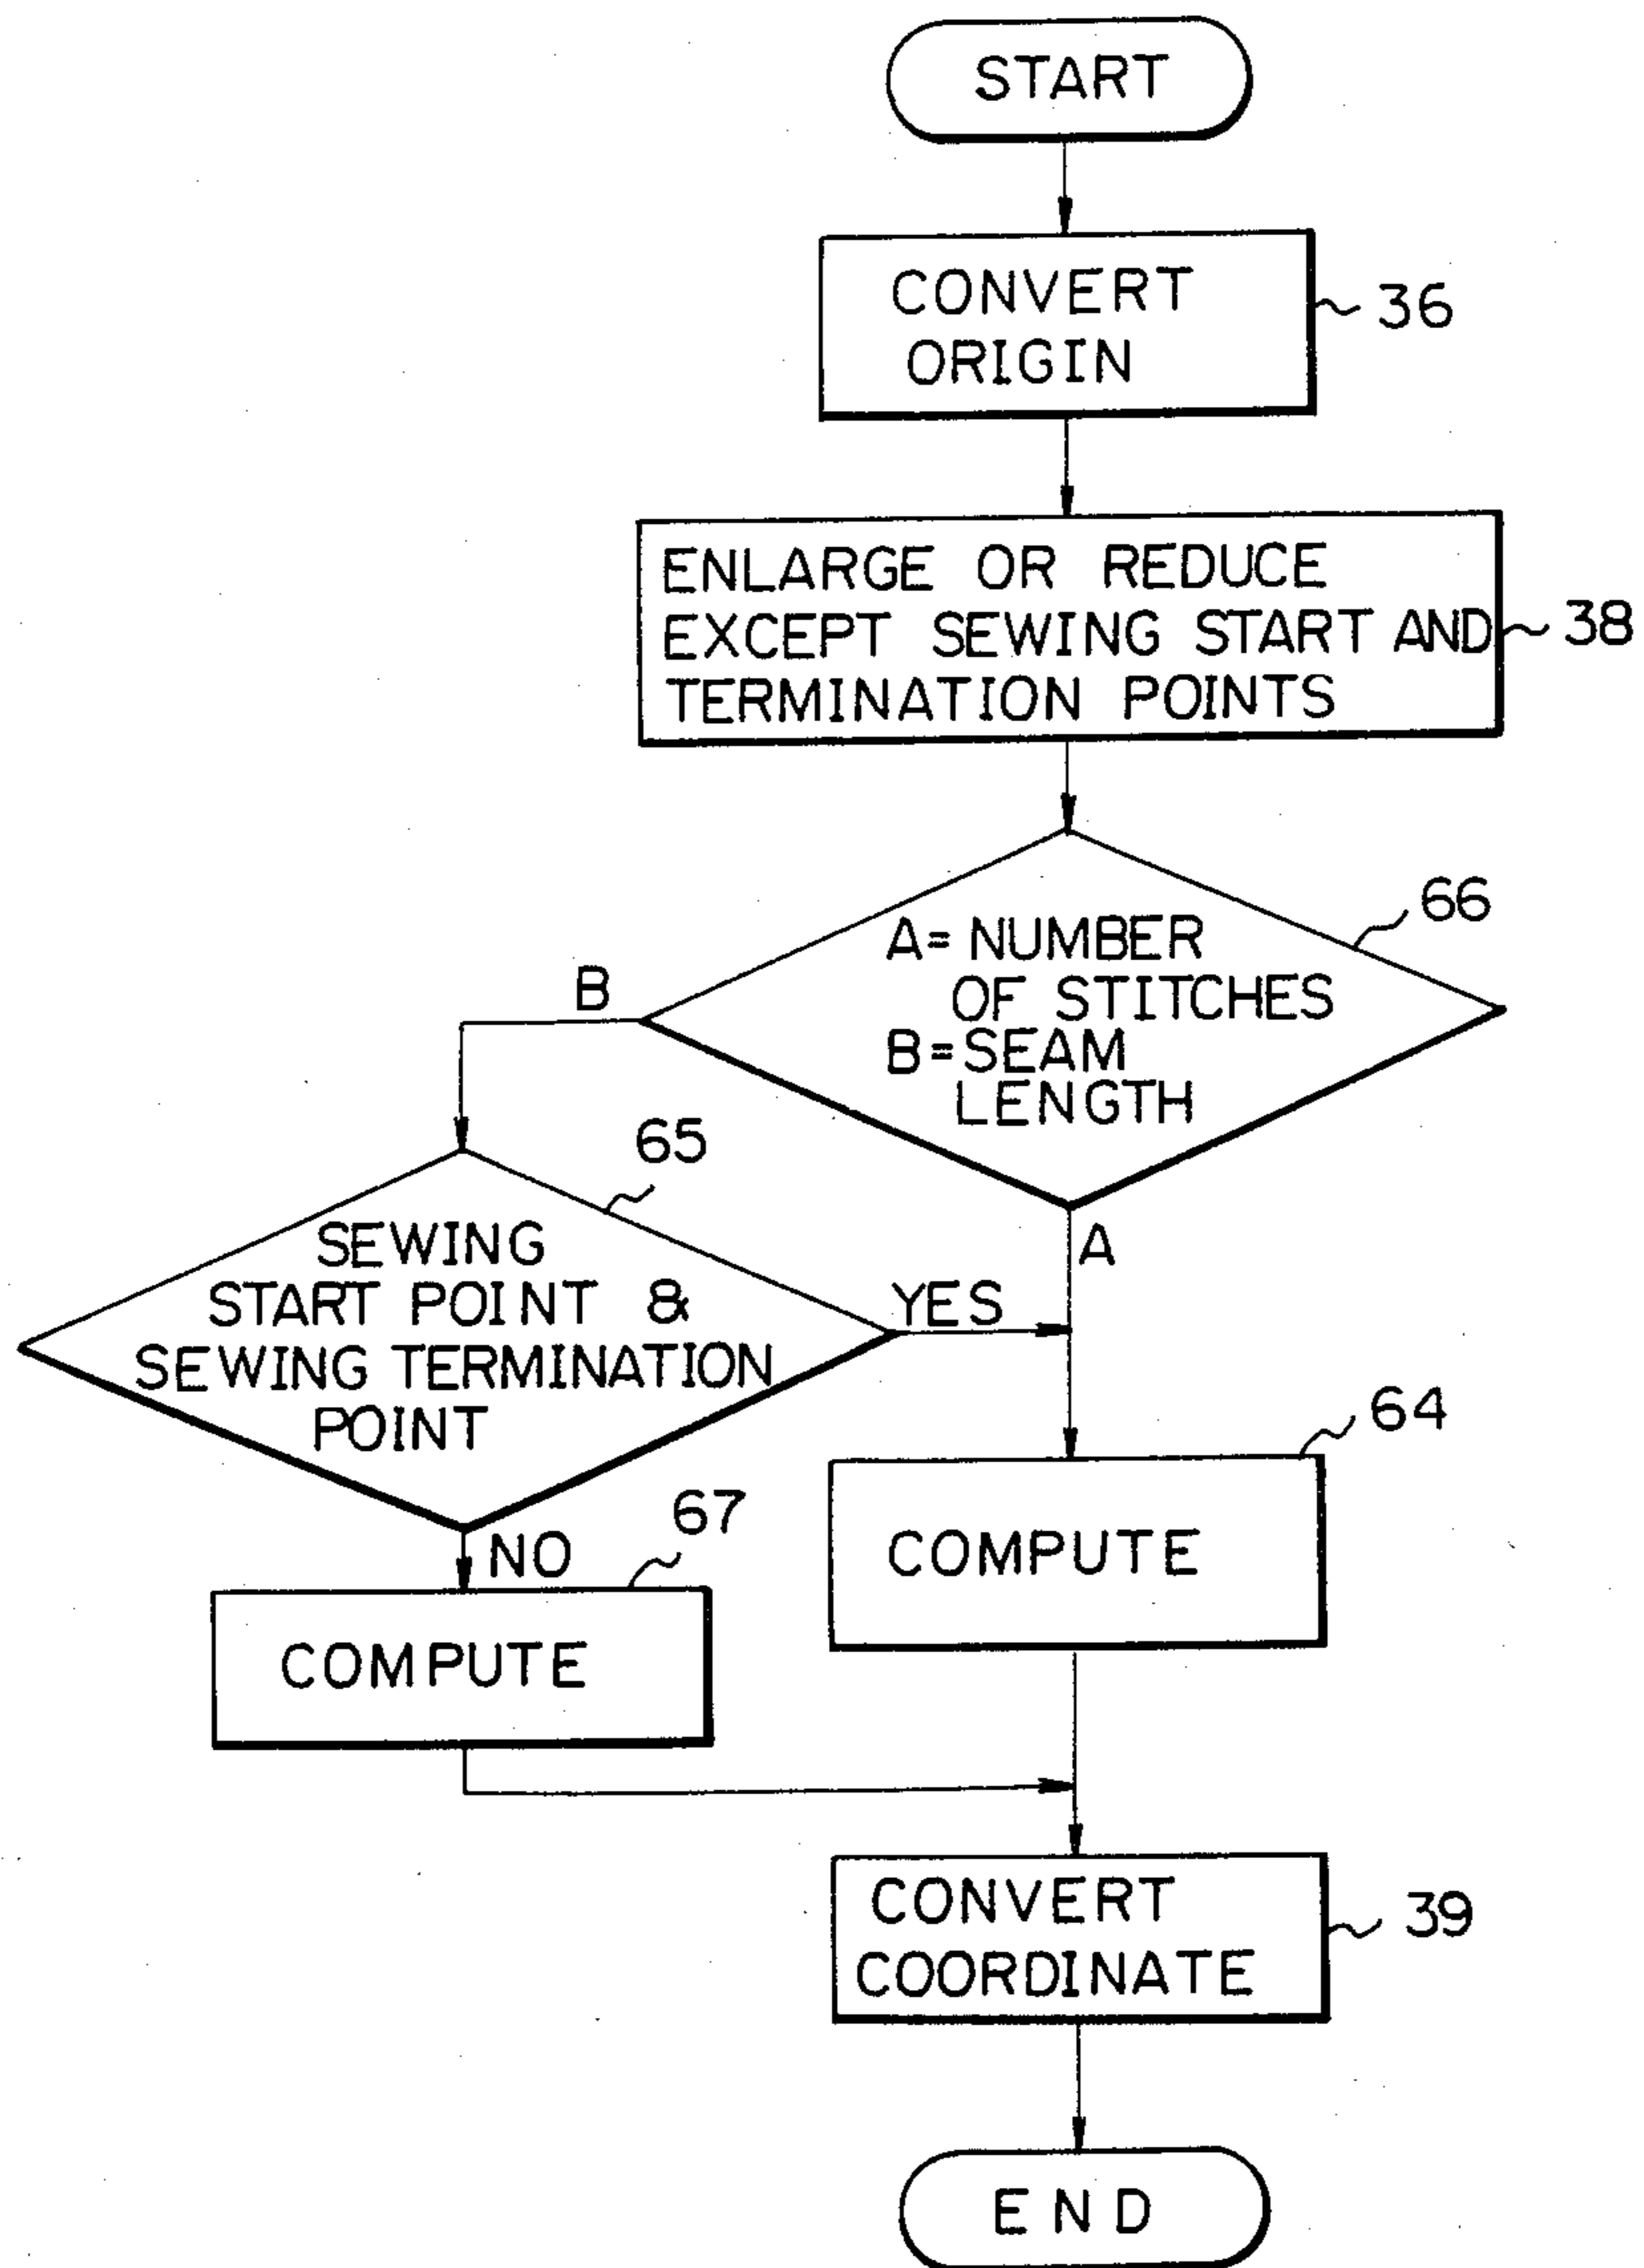 START
CONVERT
ORIGIN
36
ENLARGE OR REDUCE
EXCEPT SEWING START AND
TERMINATION POINTS
38
66
A=NUMBER
OF STITCHES
B=SEAM
LENGTH
B
A
65
SEWING
START POINT &
SEWING TERMINATION
POINT
YES
NO
64
COMPUTE
67
COMPUTE
CONVERT
COORDINATE
39
END